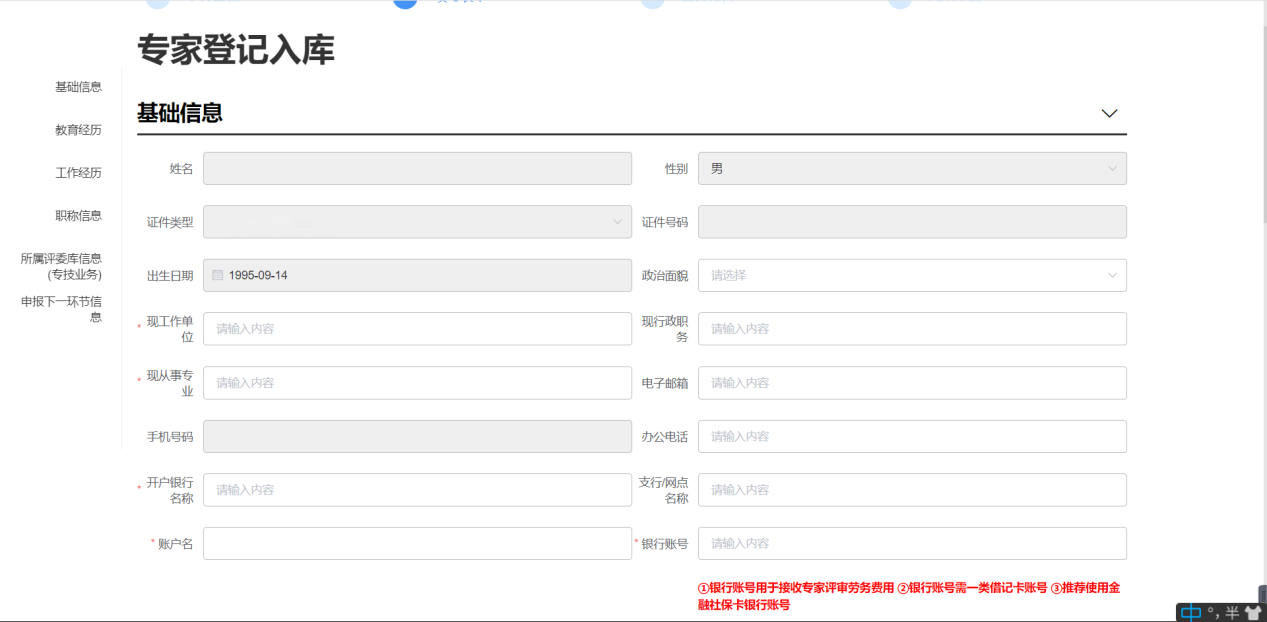 专家登记入库
基础信息
教育经历
工作经历
职称信息
所属评委库信息
(专技业务)
申报下一环节信
息
基础信息
姓名
性别 男
证件类型
证件号码
出生日期 1995-09-14
政治面貌 请选择
* 现工作单
位 请输入内容
现行政职
务 请输入内容
* 现从事专
业 请输入内容
电子邮箱 请输入内容
手机号码
办公电话 请输入内容
* 开户银行
名称 请输入内容
支行/网点
名称 请输入内容
* 账户名
* 银行账号 请输入内容
①银行账号用于接收专家评审劳务费用 ②银行账号需一类借记卡账号 ③推荐使用金
融社保卡银行账号
中 °, 半